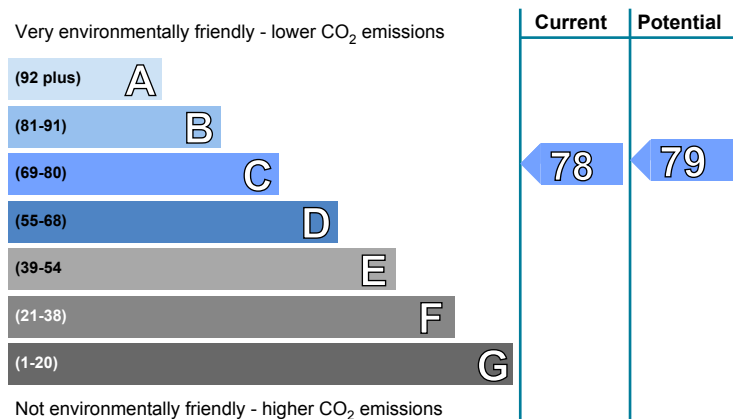 Very environmentally friendly - lower CO₂ emissions
Current Potential
(92 plus) A
(81-91) B
(69-80) C
78 79
(55-68) D
(39-54 E
(21-38) F
(1-20) G
Not environmentally friendly - higher CO₂ emissions